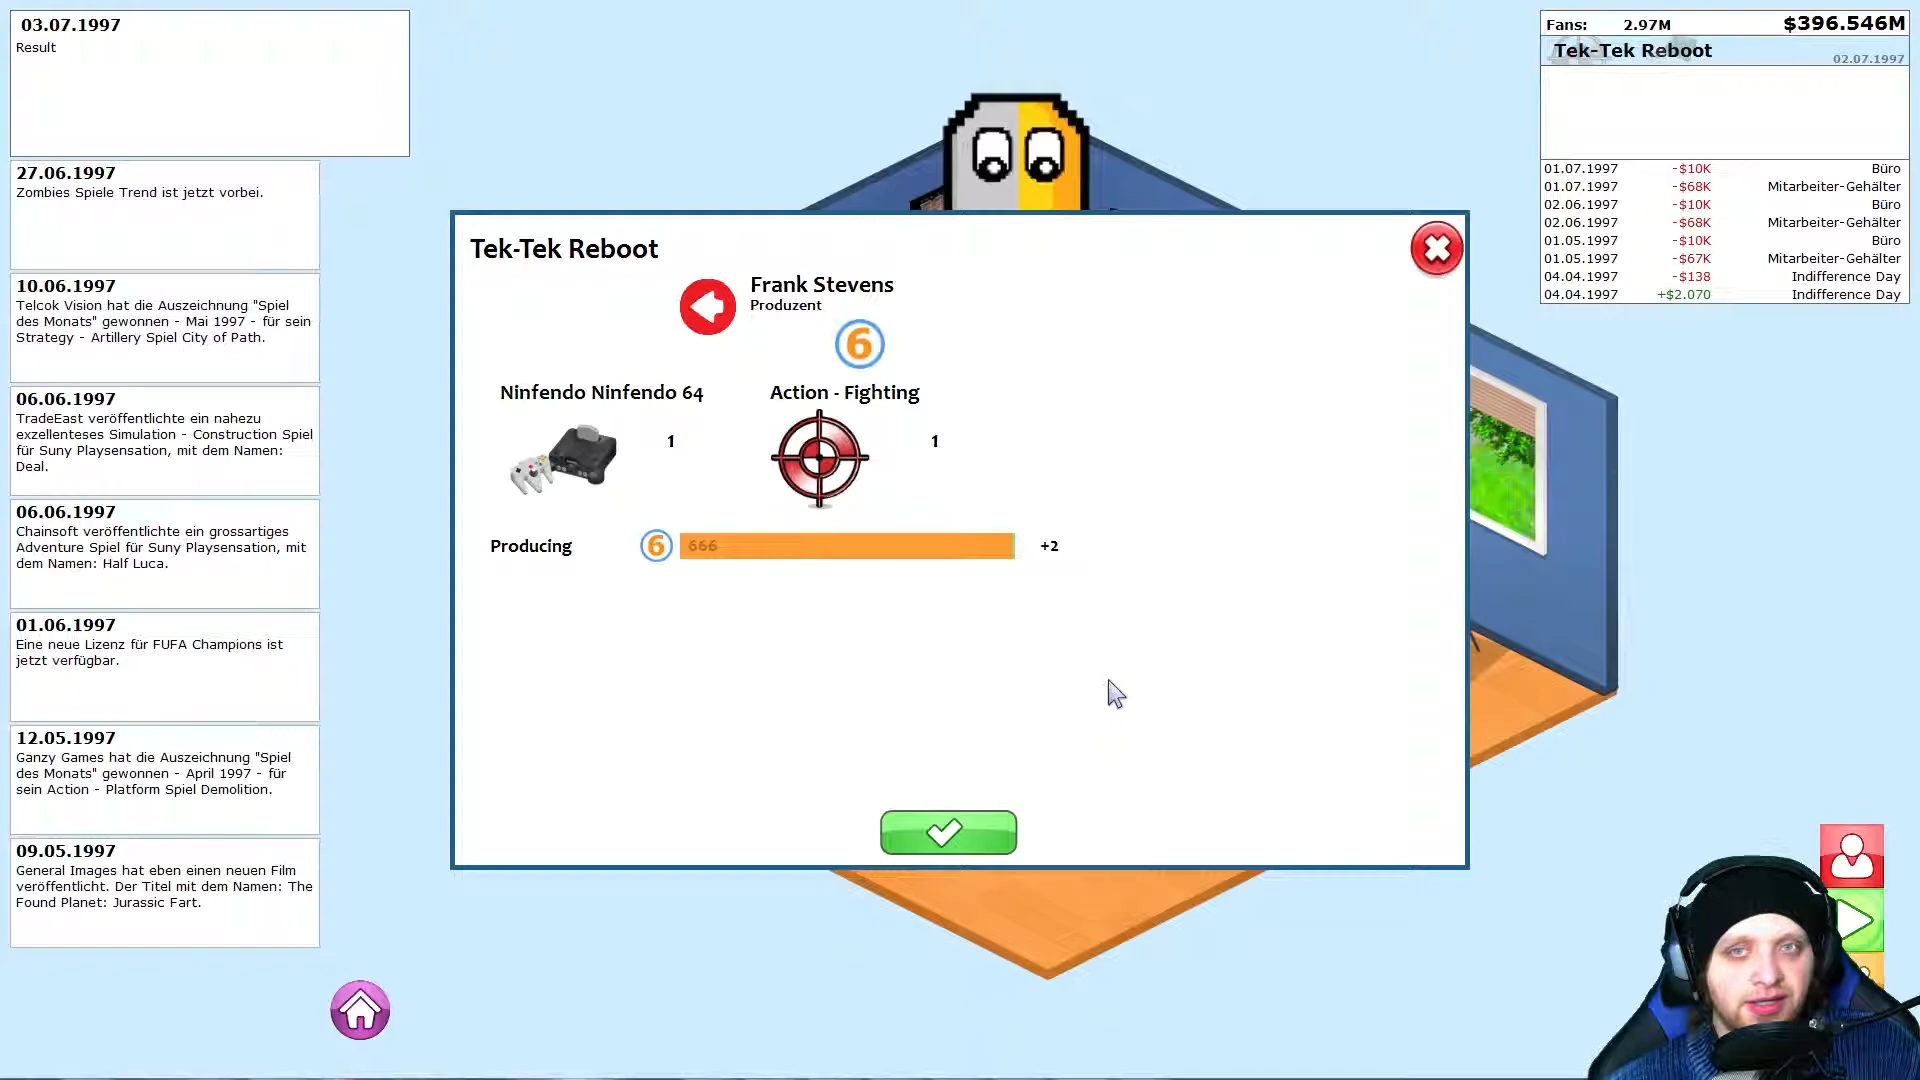 03.07.1997
Result
27.06.1997
Zombies Spiele Trend ist jetzt vorbei.
10.06.1997
Telcok Vision hat die Auszeichnung "Spiel
des Monats" gewonnen - Mai 1997 - für sein
Strategy - Artillery Spiel City of Path.
06.06.1997
TradeEast veröffentlichte ein nahezu
exzellenteses Simulation - Construction Spiel
für Suny Playsensation, mit dem Namen:
Deal.
06.06.1997
Chainsoft veröffentlichte ein grossartiges
Adventure Spiel für Suny Playsensation, mit
dem Namen: Half Luca.
01.06.1997
Eine neue Lizenz für FUFA Champions ist
jetzt verfügbar.
12.05.1997
Ganzy Games hat die Auszeichnung "Spiel
des Monats" gewonnen - April 1997 - für
sein Action - Platform Spiel Demolition.
09.05.1997
General Images hat eben einen neuen Film
veröffentlicht. Der Titel mit dem Namen: The
Found Planet: Jurassic Fart.
Tek-Tek Reboot
Frank Stevens
Produzent
6
Ninfendo Ninfendo 64
Action - Fighting
1
1
Producing
6
666
+2
Fans: 2.97M $396.546M
Tek-Tek Reboot
02.07.1997
01.07.1997 -$10K Büro
01.07.1997 -$68K Mitarbeiter-Gehälter
02.06.1997 -$10K Büro
02.06.1997 -$68K Mitarbeiter-Gehälter
01.05.1997 -$10K Büro
01.05.1997 -$67K Mitarbeiter-Gehälter
04.04.1997 -$138 Indifference Day
04.04.1997 +$2.070 Indifference Day